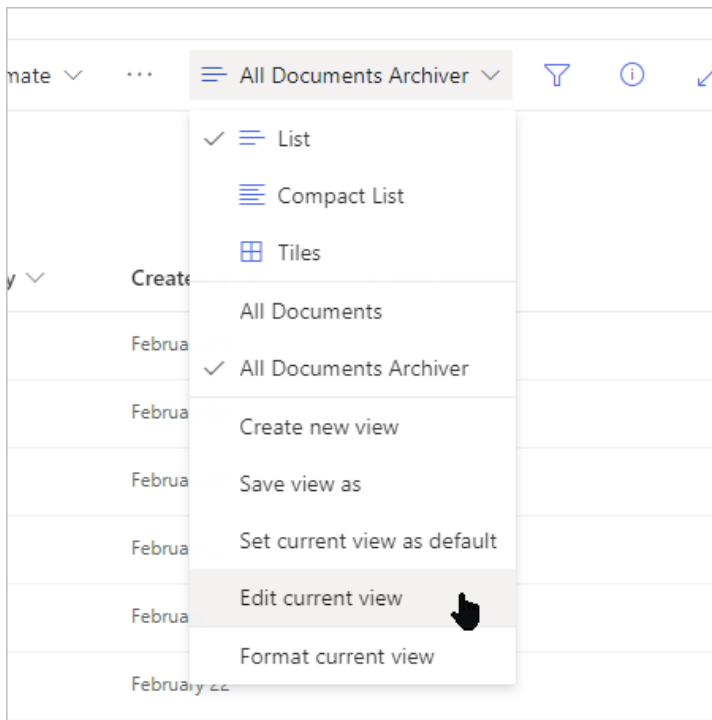 mate ··· All Documents Archiver
List
Compact List
Tiles
y Create
All Documents
Februa
All Documents Archiver
Februa
Create new view
Februa
Save view as
Februa
Set current view as default
Edit current view
Februa
Format current view
February 22